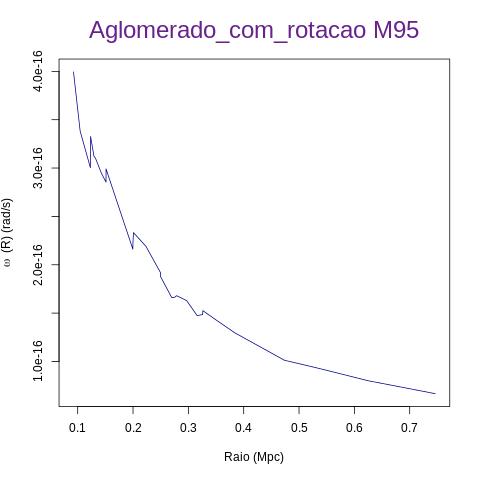 Aglomerado_com_rotacao M95
4.0e-16
3.0e-16
2.0e-16
1.0e-16
ω (R) (rad/s)
0.1 0.2 0.3 0.4 0.5 0.6 0.7
Raio (Mpc)